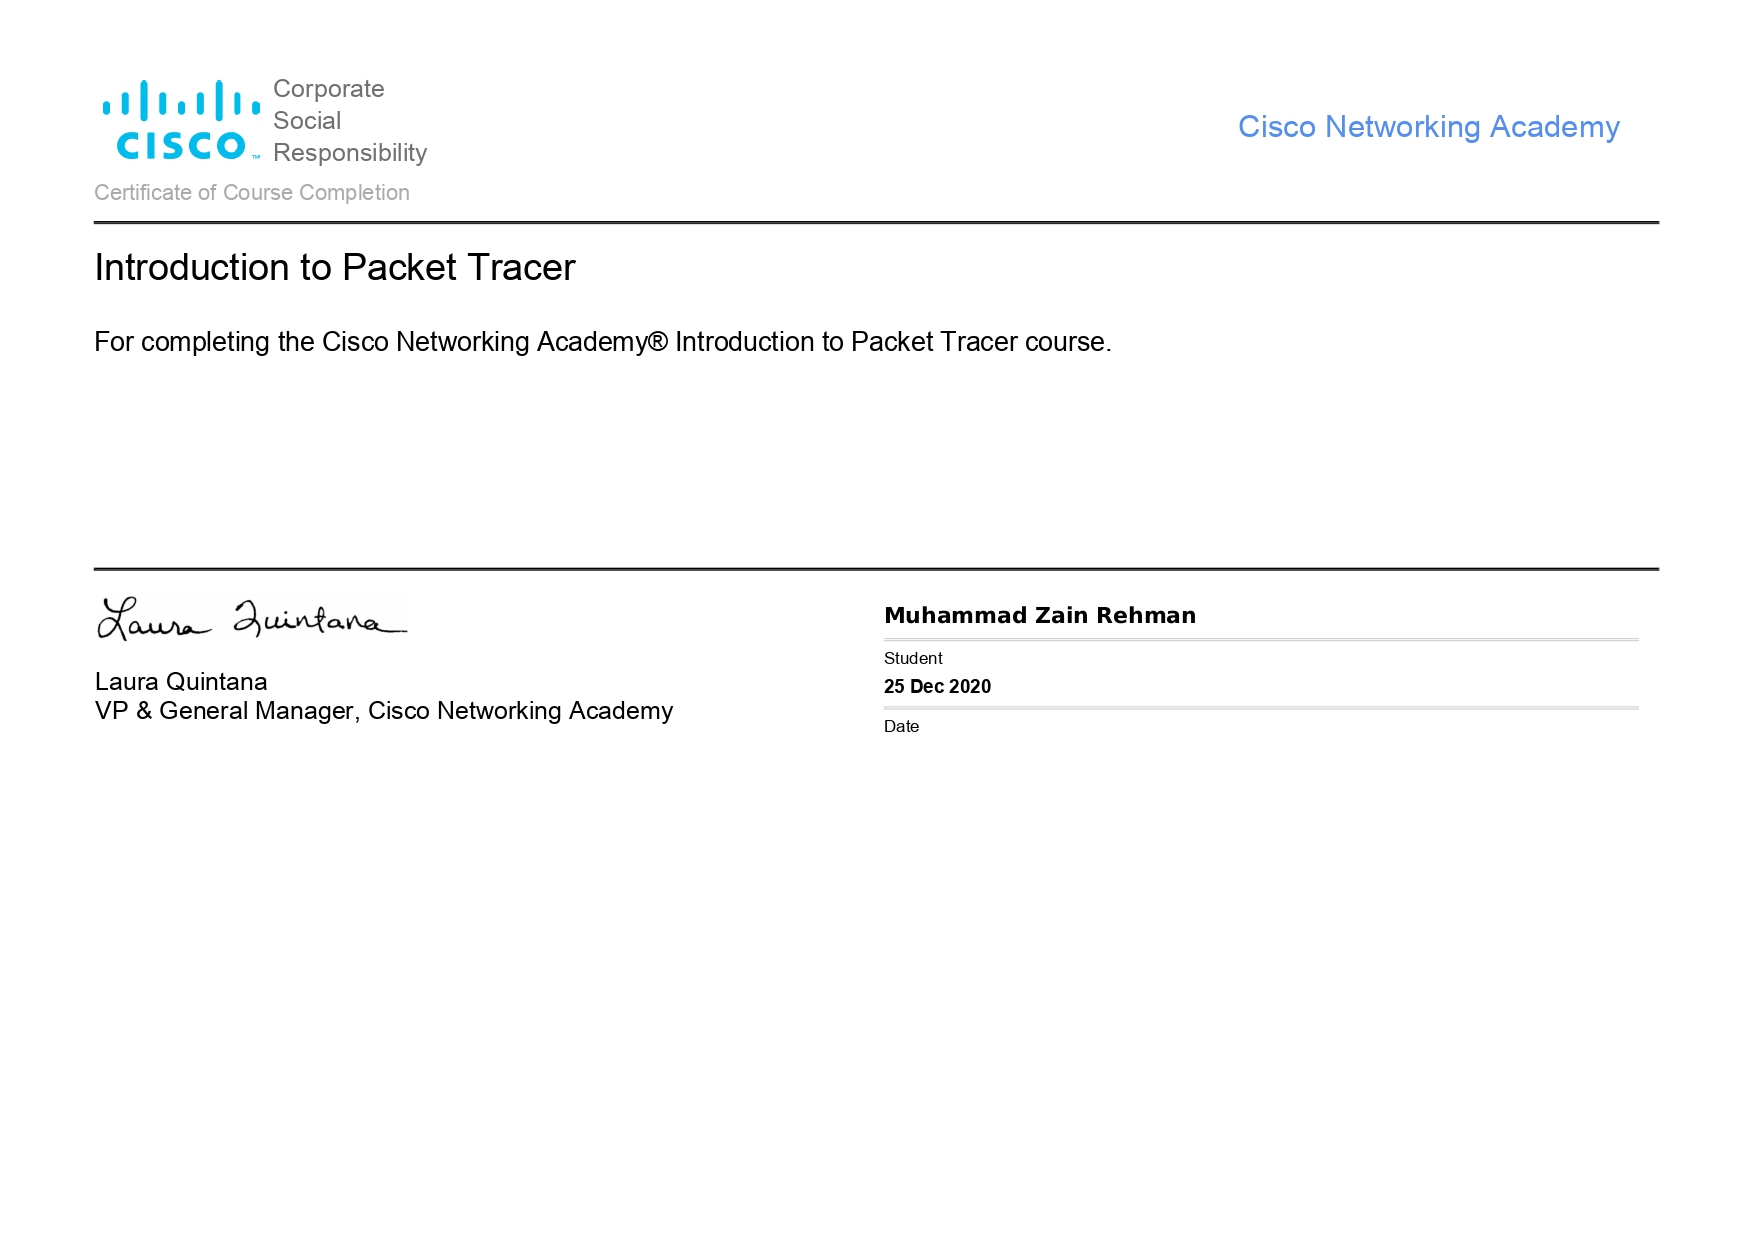 Corporate
Social
Responsibility
CISCO™
Cisco Networking Academy
Certificate of Course Completion
Introduction to Packet Tracer
For completing the Cisco Networking Academy® Introduction to Packet Tracer course.
Laura Quintana
Laura Quintana
VP & General Manager, Cisco Networking Academy
Muhammad Zain Rehman
Student
25 Dec 2020
Date